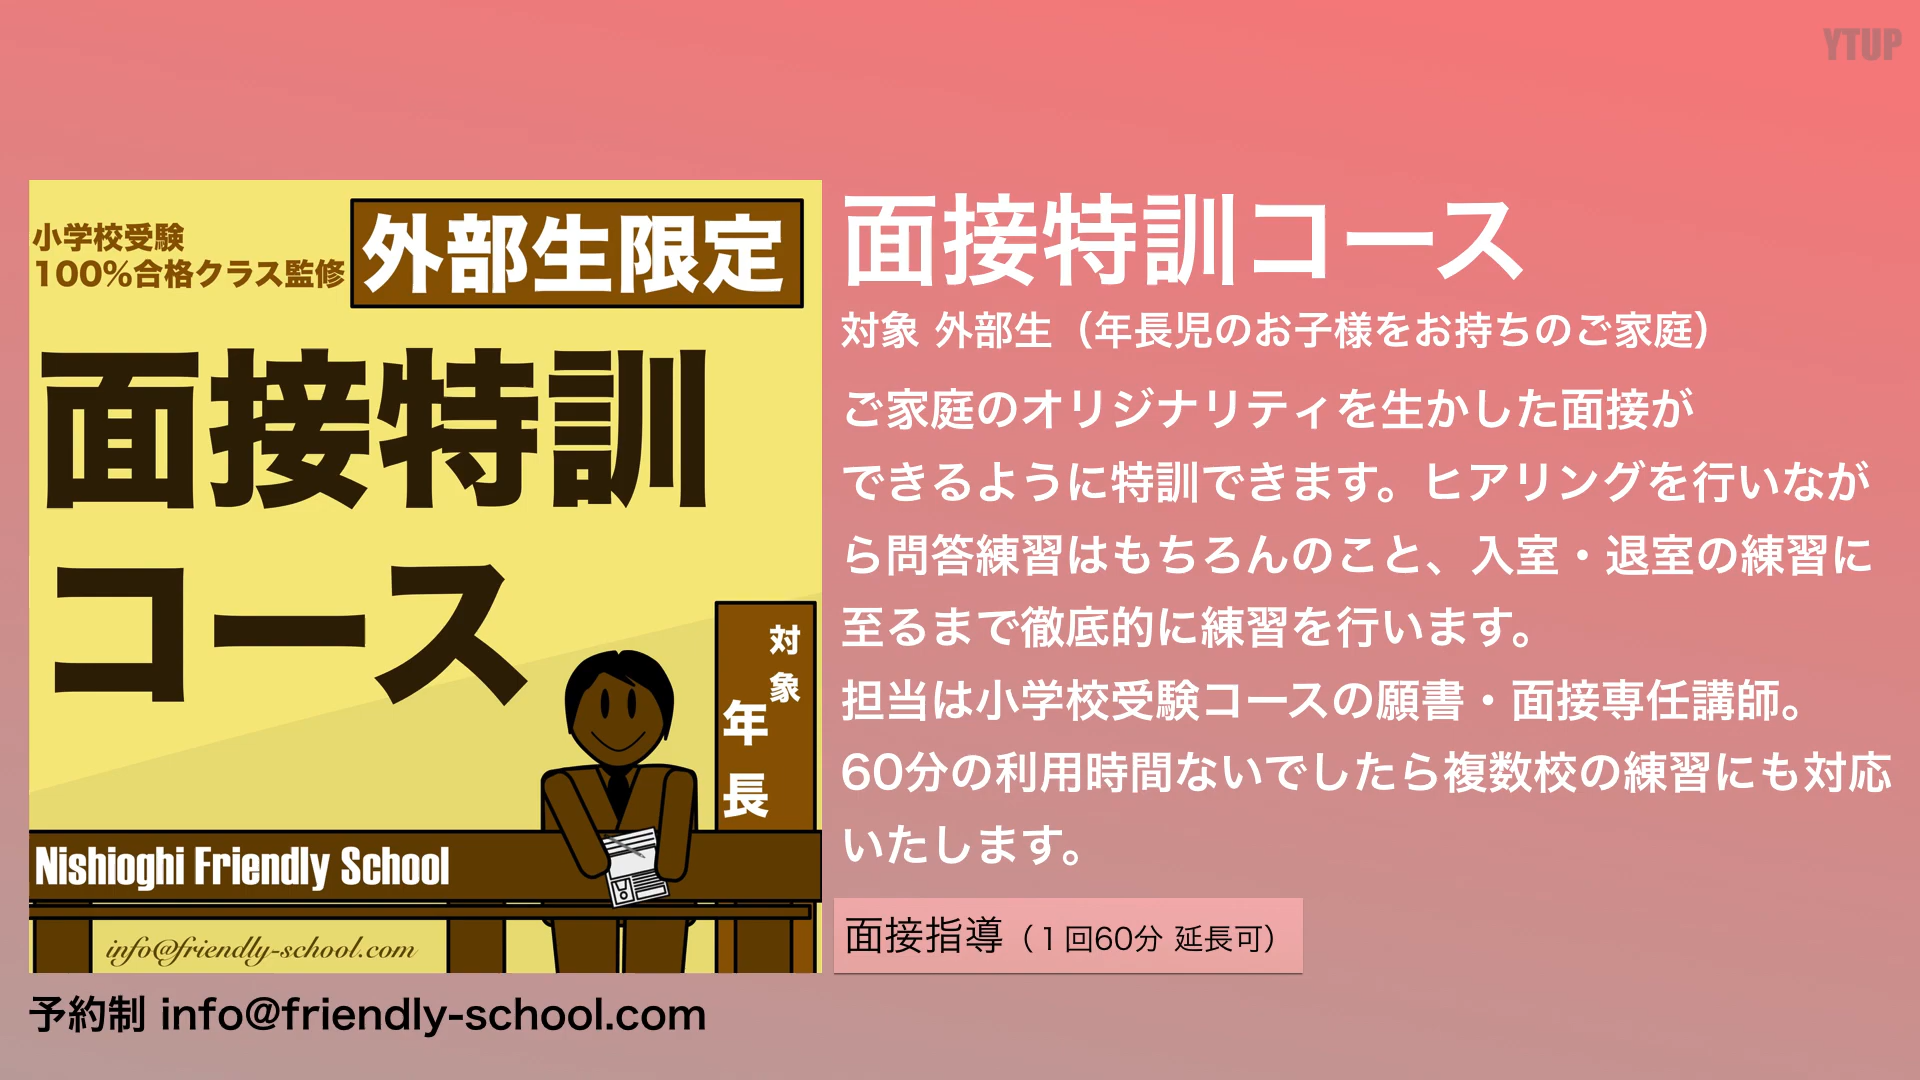 YTUP
小学校受験
100%合格クラス監修
外部生限定
面接特訓
コース
対象
年長
Nishioghi Friendly School
info@friendly-school.com
予約制 info@friendly-school.com
面接特訓コース
対象 外部生（年長児のお子様をお持ちのご家庭）
ご家庭のオリジナリティを生かした面接が
できるように特訓できます。ヒアリングを行いなが
ら問答練習はもちろんのこと、入室・退室の練習に
至るまで徹底的に練習を行います。
担当は小学校受験コースの願書・面接専任講師。
60分の利用時間ないでしたら複数校の練習にも対応
いたします。
面接指導（１回60分 延長可）